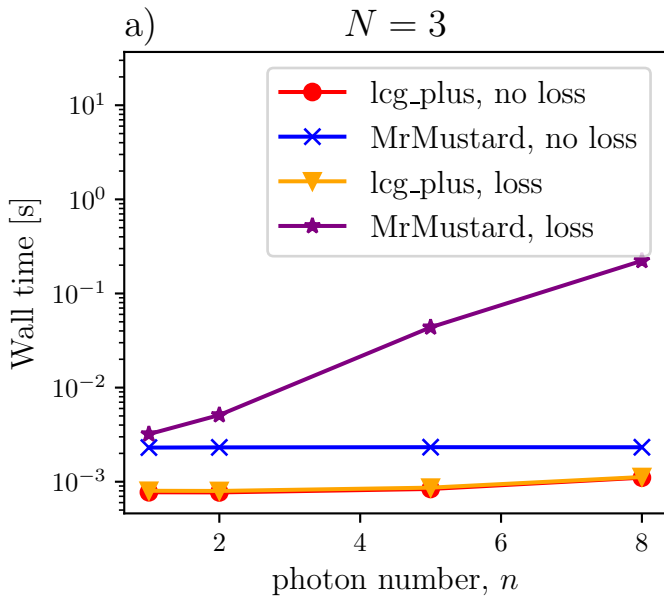 a) N = 3
lcg_plus, no loss
MrMustard, no loss
lcg_plus, loss
MrMustard, loss
Wall time [s]
10^1
10^0
10^−1
10^−2
10^−3
2 4 6 8
photon number, n